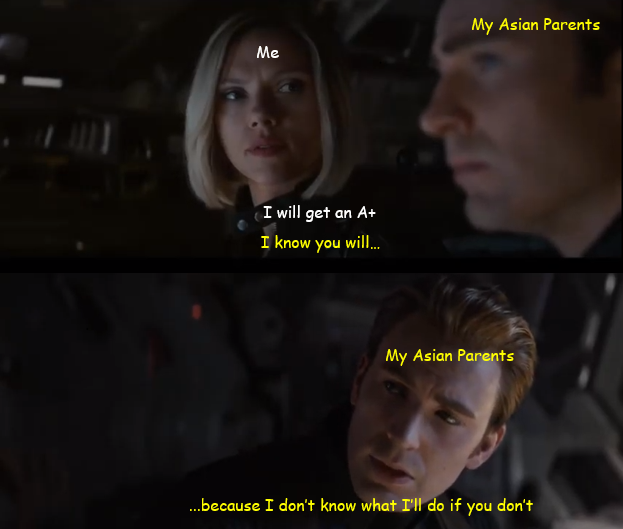 My Asian Parents
Me
I will get an A+
I know you will...
My Asian Parents
...because I don't know what I'll do if you don't